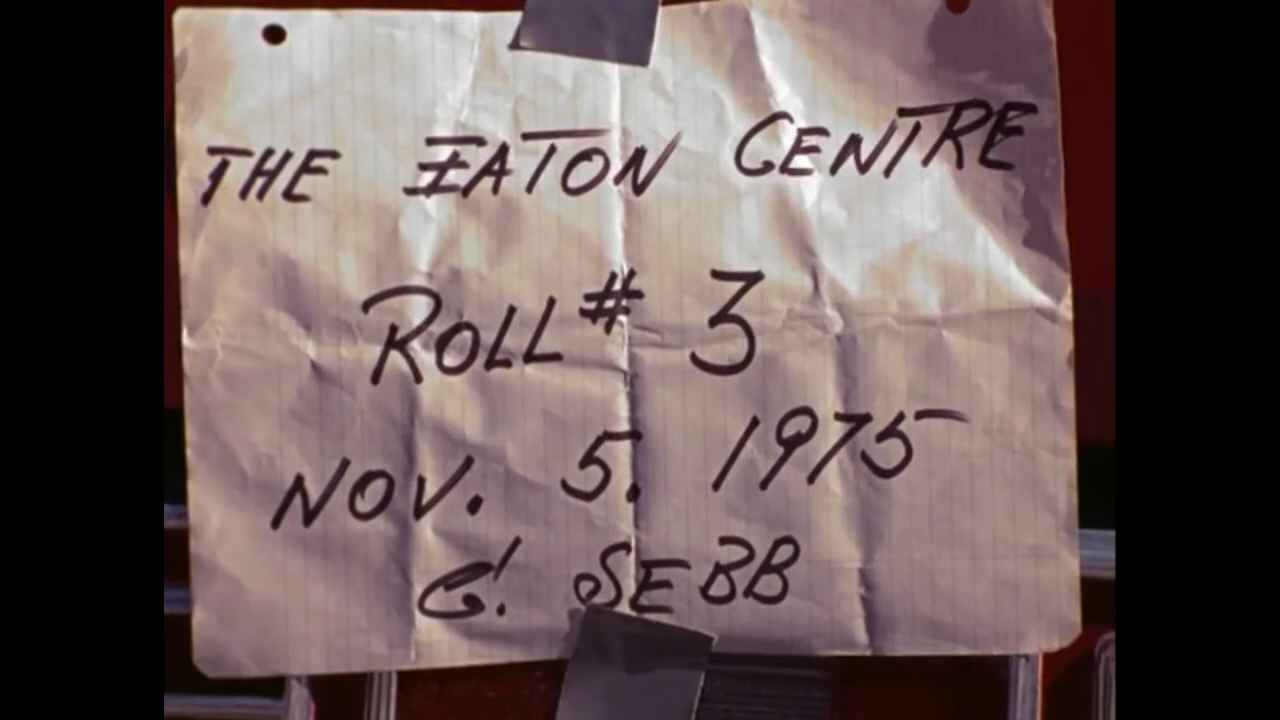 THE EATON CENTRE
ROLL # 3
NOV. 5. 1975
G. SEBB